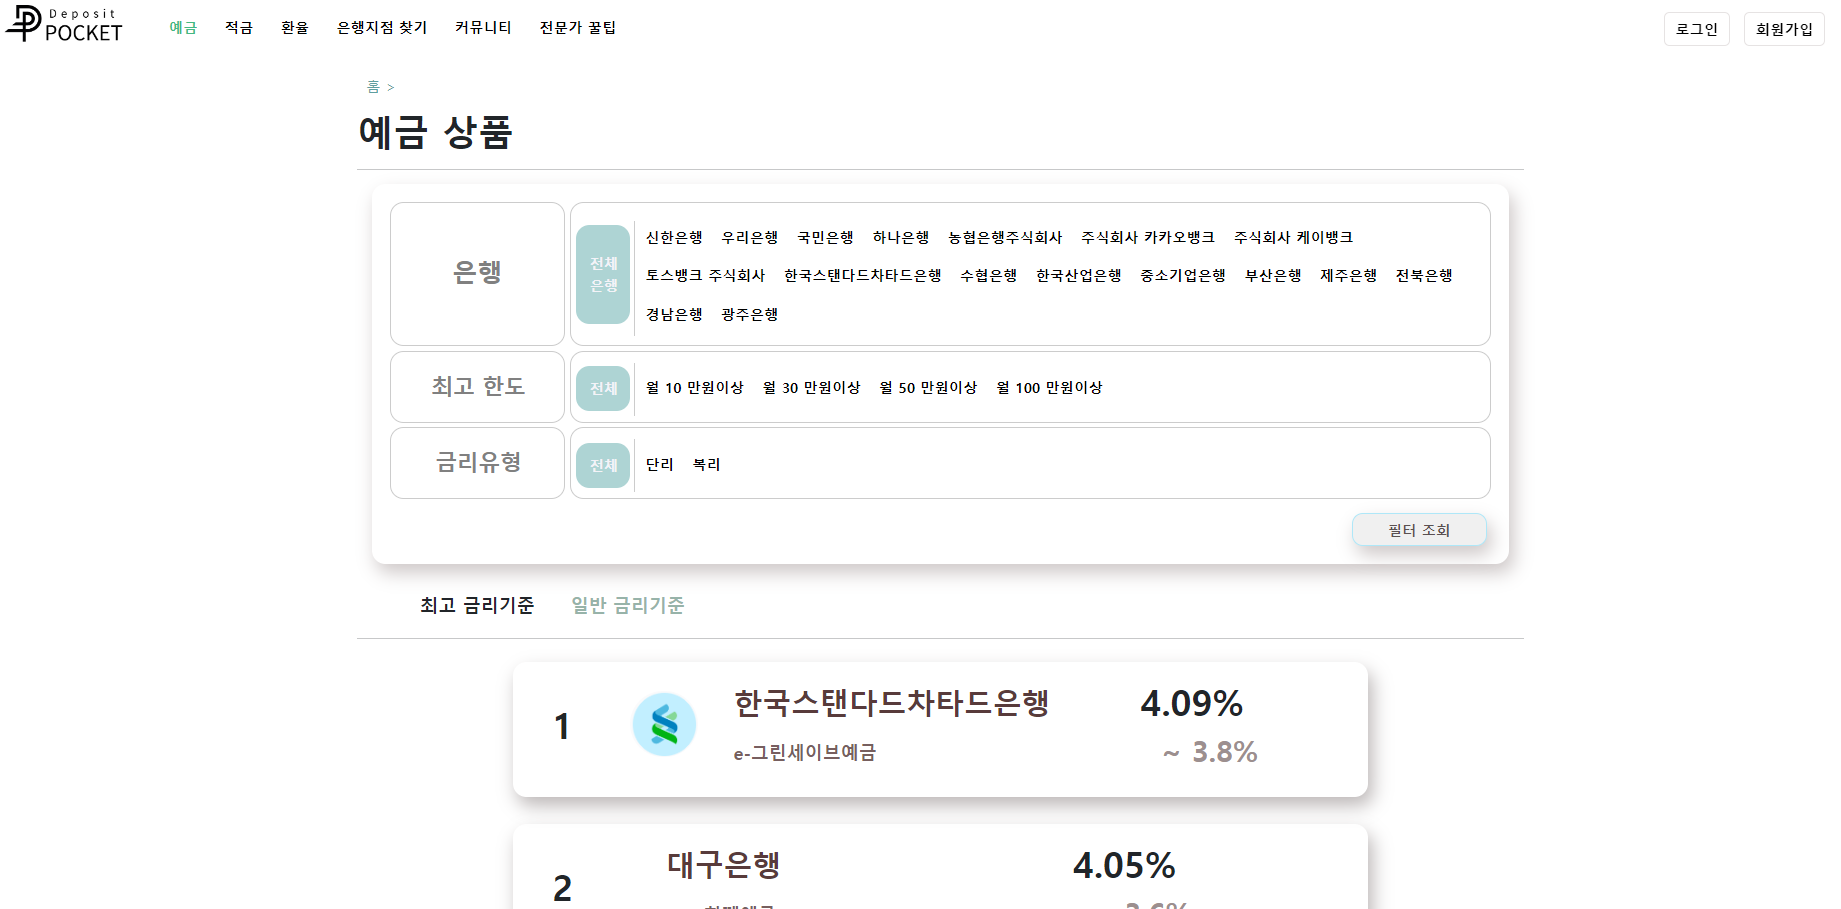 Deposit
POCKET
예금 적금 환율 은행지점 찾기 커뮤니티 전문가 꿀팁
로그인 회원가입
홈 >
예금 상품
은행
전체
은행
신한은행 우리은행 국민은행 하나은행 농협은행주식회사 주식회사 카카오뱅크 주식회사 케이뱅크
토스뱅크 주식회사 한국스탠다드차타드은행 수협은행 한국산업은행 중소기업은행 부산은행 제주은행 전북은행
경남은행 광주은행
최고 한도
전체
월 10 만원이상 월 30 만원이상 월 50 만원이상 월 100 만원이상
금리유형
전체
단리 복리
필터 조회
최고 금리기준 일반 금리기준
1
한국스탠다드차타드은행 4.09%
e-그린세이브예금 ~ 3.8%
2
대구은행 4.05%